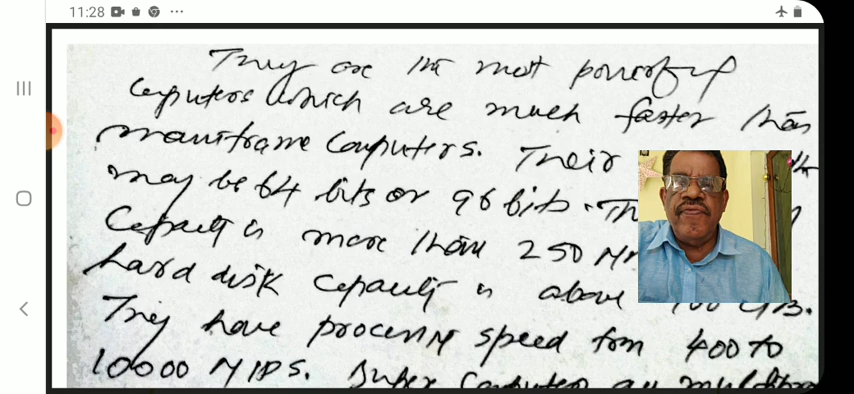 11:28
They are the most powerful
Computers which are much faster than
mainframe Computers. Their
may be 64 bits or 96 bits. Th
Capacity is more than 250 M
hard disk capacity is above
They have processing speed from 400 to
10000 MIPS. Super Computers are